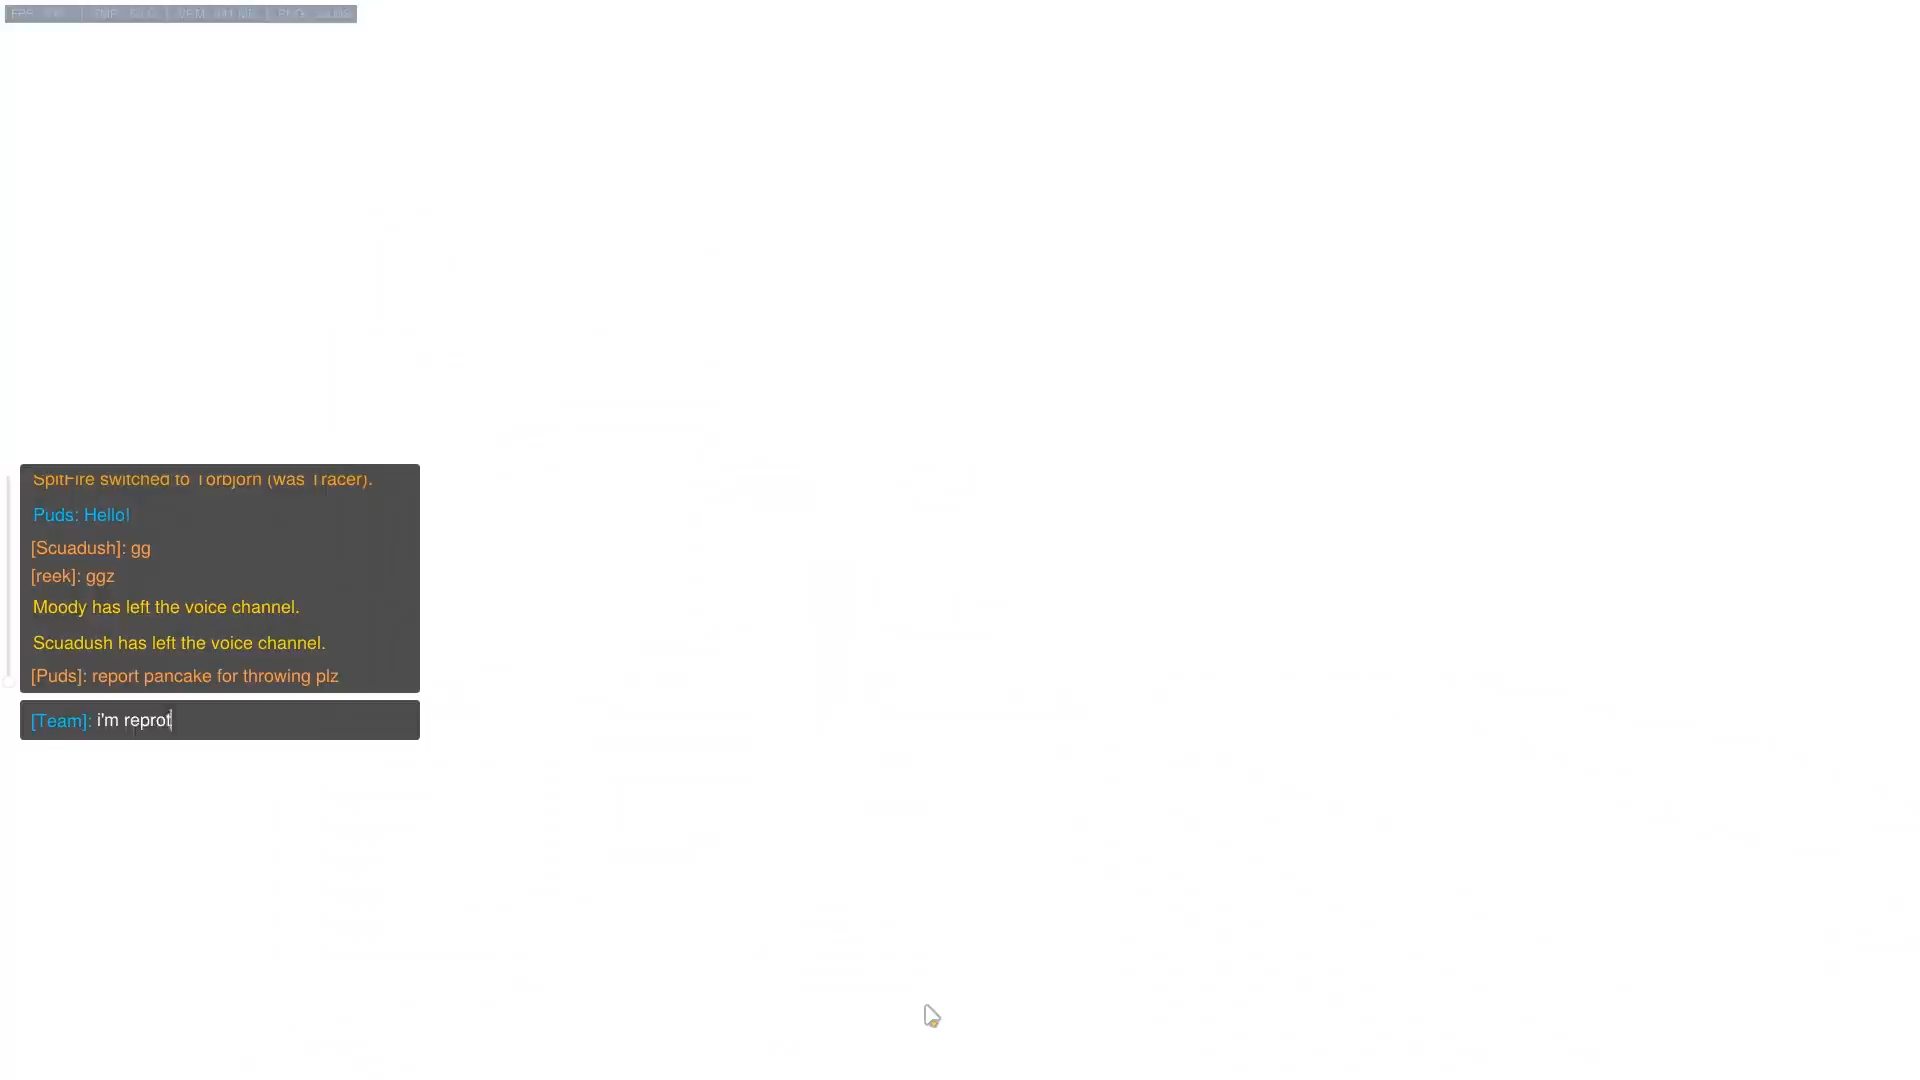 SpitFire switched to Torbjorn (was Tracer).
Puds: Hello!
[Scuadush]: gg
[reek]: ggz
Moody has left the voice channel.
Scuadush has left the voice channel.
[Puds]: report pancake for throwing plz
[Team]: i'm reprot